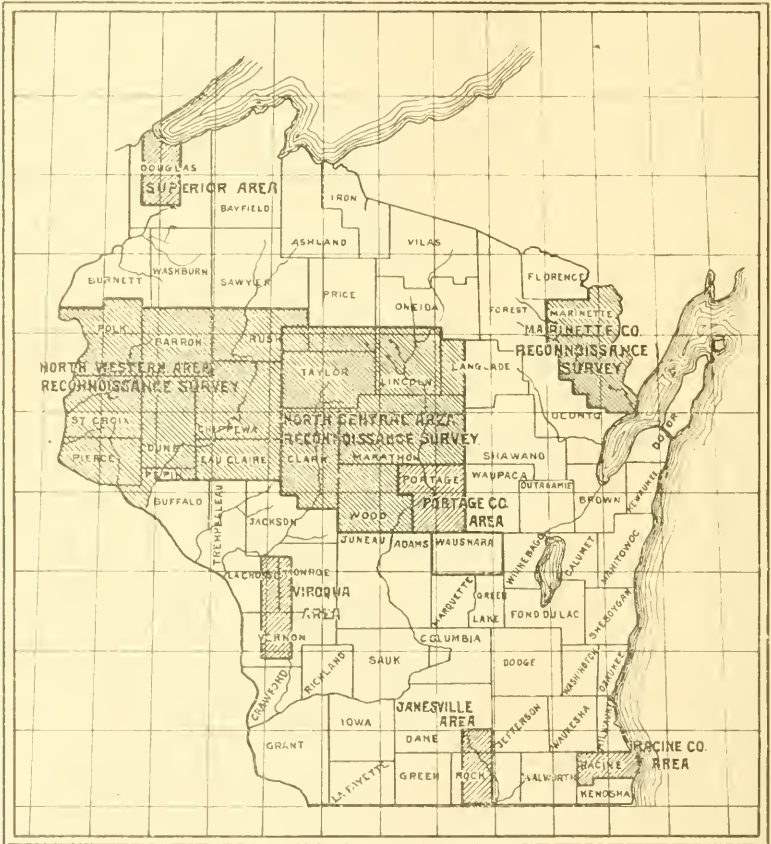 DOUGLAS
SUPERIOR AREA
BAYFIELD
IRON
ASHLAND
VILAS
BURNETT
WASHBURN
SAWYER
PRICE
ONEIDA
FOREST
FLORENCE
MARINETTE
MARINETTE CO.
RECONNOISSANCE
SURVEY
POLK
BARRON
RUSK
TAYLOR
LINCOLN
LANGLADE
NORTH WESTERN AREA
RECONNOISSANCE SURVEY
OCONTO
DOOR
ST CROIX
CHIPPEWA
NORTH CENTRAL AREA
RECONNOISSANCE SURVEY
PIERCE
DUNN
PEPIN
EAU CLAIRE
CLARK
MARATHON
SHAWANO
PORTAGE
WAUPACA
OUTAGAMIE
BROWN
KEWAUNEE
PORTAGE CO.
AREA
BUFFALO
TREMPEALEAU
JACKSON
WOOD
JUNEAU
ADAMS
WAUSHARA
WINNEBAGO
CALUMET
MANITOWOC
LACROSSE
MONROE
VIROQUA
AREA
VERNON
MARQUETTE
GREEN
LAKE
FOND DU LAC
SHEBOYGAN
COLUMBIA
CRAWFORD
RICHLAND
SAUK
DODGE
WASHINGTON
OZAUKEE
JANESVILLE
AREA
IOWA
DANE
JEFFERSON
WAUKESHA
MILWAUKEE
GRANT
RACINE CO.
AREA
LA FAYETTE
GREEN
ROCK
WALWORTH
RACINE
KENOSHA